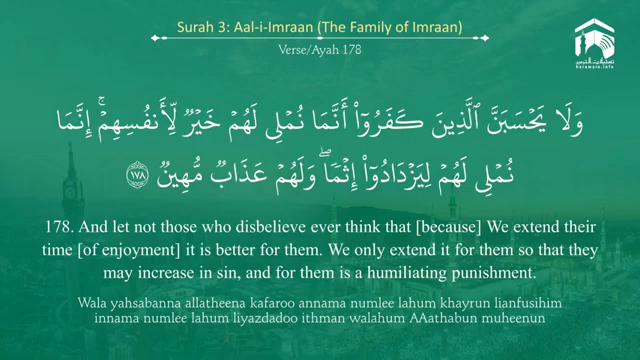 Surah 3: Aal-i-Imraan (The Family of Imraan)
Verse/Ayah 178
haramain.info
وَلَا يَحْسَبَنَّ ٱلَّذِينَ كَفَرُوٓا۟ أَنَّمَا نُمْلِى لَهُمْ خَيْرٌ لِّأَنفُسِهِمْ ۚ إِنَّمَا
نُمْلِى لَهُمْ لِيَزْدَادُوٓا۟ إِثْمًا ۖ وَلَهُمْ عَذَابٌ مُّهِينٌ ١٧٨
178. And let not those who disbelieve ever think that [because] We extend their
time [of enjoyment] it is better for them. We only extend it for them so that they
may increase in sin, and for them is a humiliating punishment.
Wala yahsabanna allatheena kafaroo annama numlee lahum khayrun lianfusihim
innama numlee lahum liyazdadoo ithman walahum AAathabun muheenun